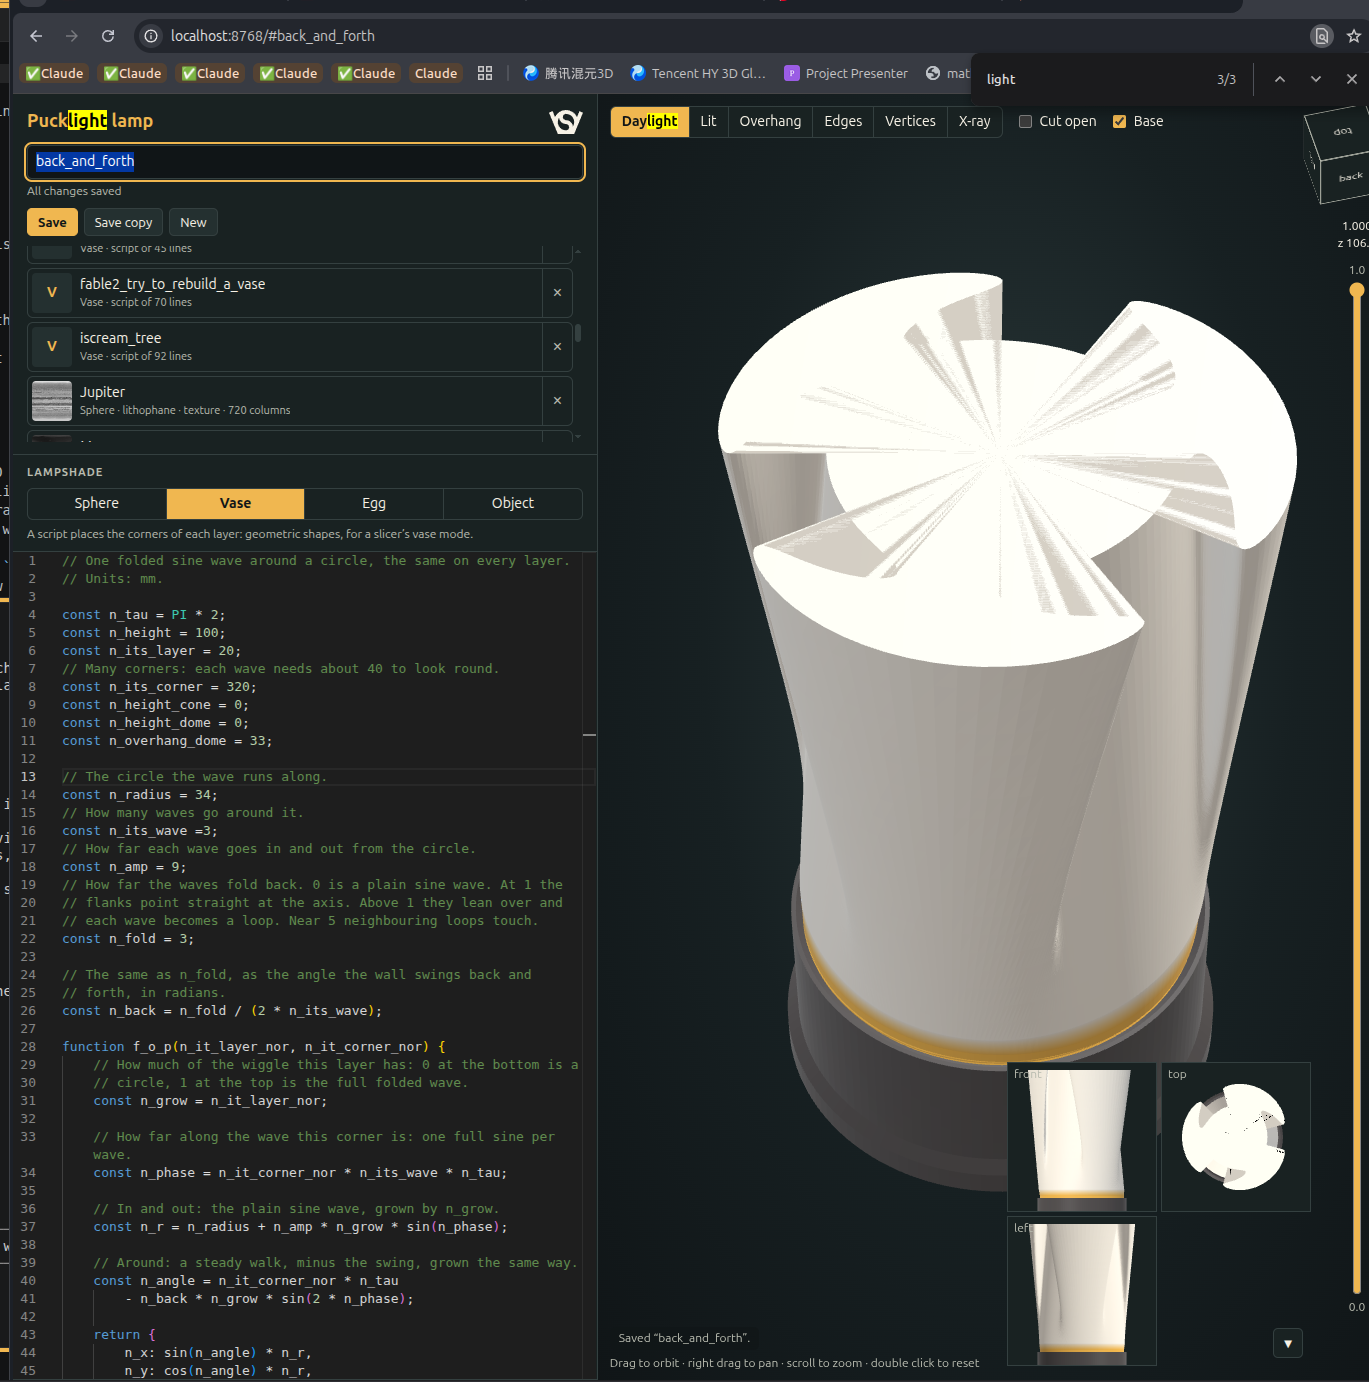 localhost:8768/#back_and_forth
✅Claude ✅Claude ✅Claude ✅Claude ✅Claude Claude 腾讯混元3D Tencent HY 3D Gl... Project Presenter mat
light 3/3
Pucklight lamp
back_and_forth
All changes saved
Save Save copy New
Vase · script of 45 lines
V fable2_try_to_rebuild_a_vase ×
Vase · script of 70 lines
V iscream_tree ×
Vase · script of 92 lines
Jupiter ×
Sphere · lithophane · texture · 720 columns
LAMPSHADE
Sphere Vase Egg Object
A script places the corners of each layer: geometric shapes, for a slicer's vase mode.
1 // One folded sine wave around a circle, the same on every layer.
2 // Units: mm.
3
4 const n_tau = PI * 2;
5 const n_height = 100;
6 const n_its_layer = 20;
7 // Many corners: each wave needs about 40 to look round.
8 const n_its_corner = 320;
9 const n_height_cone = 0;
10 const n_height_dome = 0;
11 const n_overhang_dome = 33;
12
13 // The circle the wave runs along.
14 const n_radius = 34;
15 // How many waves go around it.
16 const n_its_wave =3;
17 // How far each wave goes in and out from the circle.
18 const n_amp = 9;
19 // How far the waves fold back. 0 is a plain sine wave. At 1 the
20 // flanks point straight at the axis. Above 1 they lean over and
21 // each wave becomes a loop. Near 5 neighbouring loops touch.
22 const n_fold = 3;
23
24 // The same as n_fold, as the angle the wall swings back and
25 // forth, in radians.
26 const n_back = n_fold / (2 * n_its_wave);
27
28 function f_o_p(n_it_layer_nor, n_it_corner_nor) {
29 // How much of the wiggle this layer has: 0 at the bottom is a
30 // circle, 1 at the top is the full folded wave.
31 const n_grow = n_it_layer_nor;
32
33 // How far along the wave this corner is: one full sine per
wave.
34 const n_phase = n_it_corner_nor * n_its_wave * n_tau;
35
36 // In and out: the plain sine wave, grown by n_grow.
37 const n_r = n_radius + n_amp * n_grow * sin(n_phase);
38
39 // Around: a steady walk, minus the swing, grown the same way.
40 const n_angle = n_it_corner_nor * n_tau
41 - n_back * n_grow * sin(2 * n_phase);
42
43 return {
44 n_x: sin(n_angle) * n_r,
45 n_y: cos(n_angle) * n_r,
Daylight Lit Overhang Edges Vertices X-ray Cut open Base
top
back
1.000
z 106.
1.0
front
top
left
0.0
Saved “back_and_forth”.
Drag to orbit · right drag to pan · scroll to zoom · double click to reset